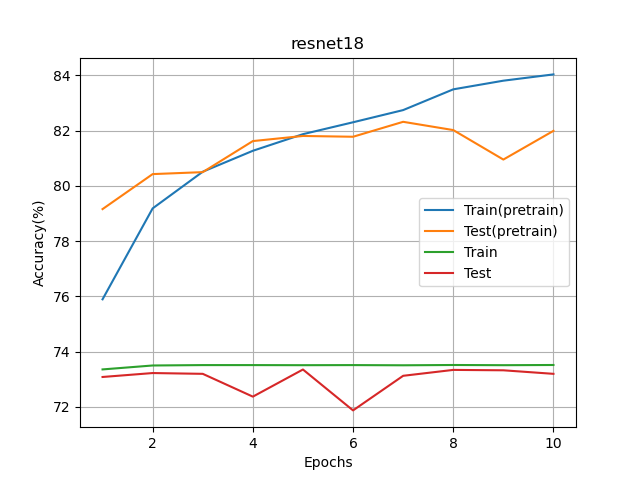 resnet18
Accuracy(%)
84
82
80
78
76
74
72
Train(pretrain)
Test(pretrain)
Train
Test
2
4
6
8
10
Epochs